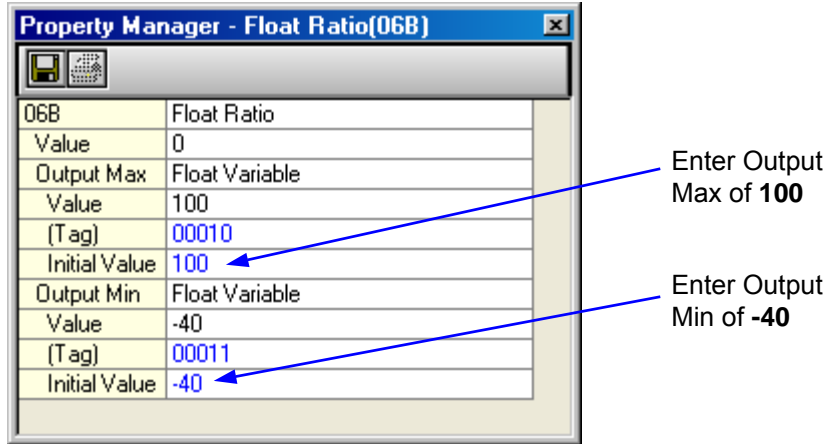 Property Manager - Float Ratio(06B)
06B Float Ratio
Value 0
Output Max Float Variable
Value 100
(Tag) 00010
Initial Value 100
Output Min Float Variable
Value -40
(Tag) 00011
Initial Value -40
Enter Output
Max of 100
Enter Output
Min of -40